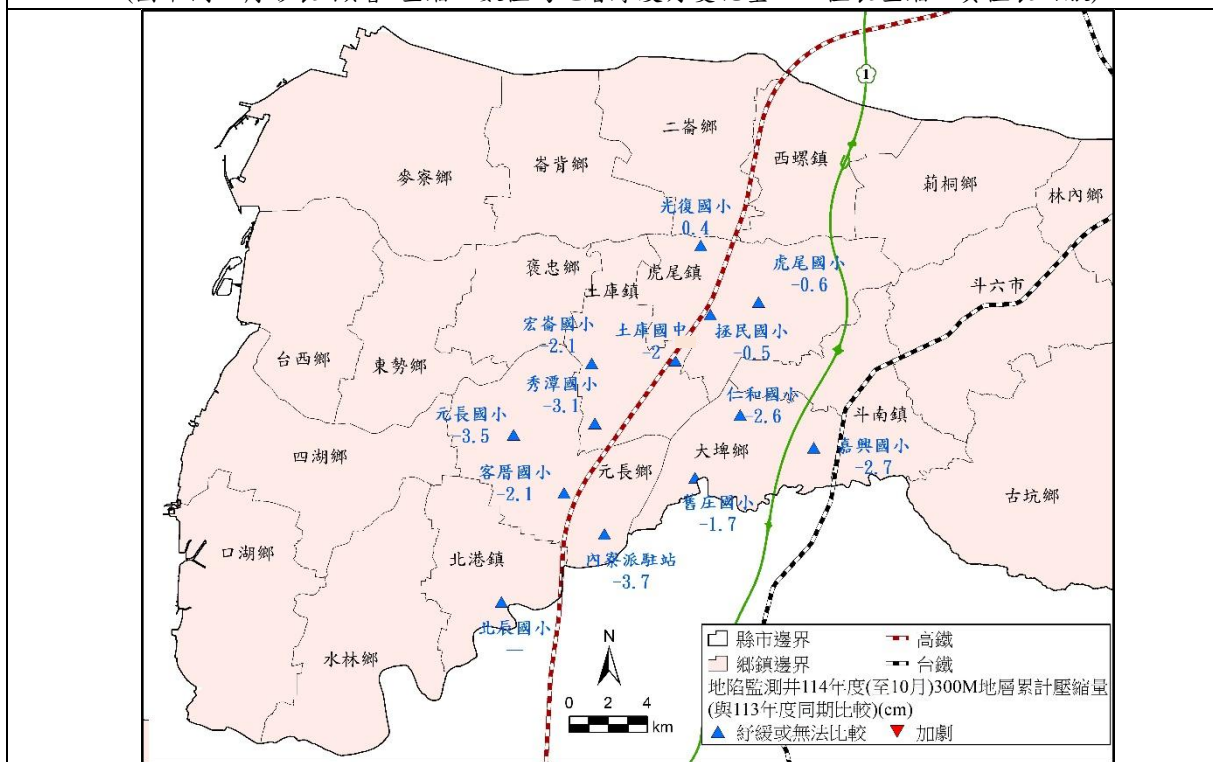 1
二崙鄉
西螺鎮
崙背鄉
麥寮鄉
莿桐鄉
林內鄉
光復國小
0.4
褒忠鄉
虎尾鎮
虎尾國小
-0.6
土庫鎮
斗六市
宏崙國小
-2.1
土庫國中
-2
拯民國小
-0.5
台西鄉
東勢鄉
秀潭國小
-3.1
仁和國小
-2.6
元長國小
-3.5
斗南鎮
嘉興國小
-2.7
四湖鄉
大埤鄉
客厝國小
-2.1
元長鄉
舊庄國小
-1.7
古坑鄉
口湖鄉
北港鎮
內寮派駐站
-3.7
北辰國小
—
水林鄉
N
0 2 4
km
縣市邊界 高鐵
鄉鎮邊界 台鐵
地陷監測井114年度(至10月)300M地層累計壓縮量
(與113年度同期比較)(cm)
紓緩或無法比較 加劇